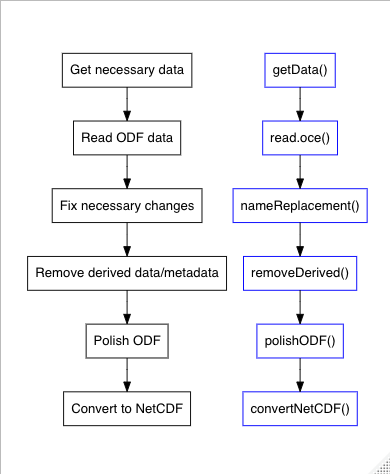 Get necessary data
getData()
Read ODF data
read.oce()
Fix necessary changes
nameReplacement()
Remove derived data/metadata
removeDerived()
Polish ODF
polishODF()
Convert to NetCDF
convertNetCDF()